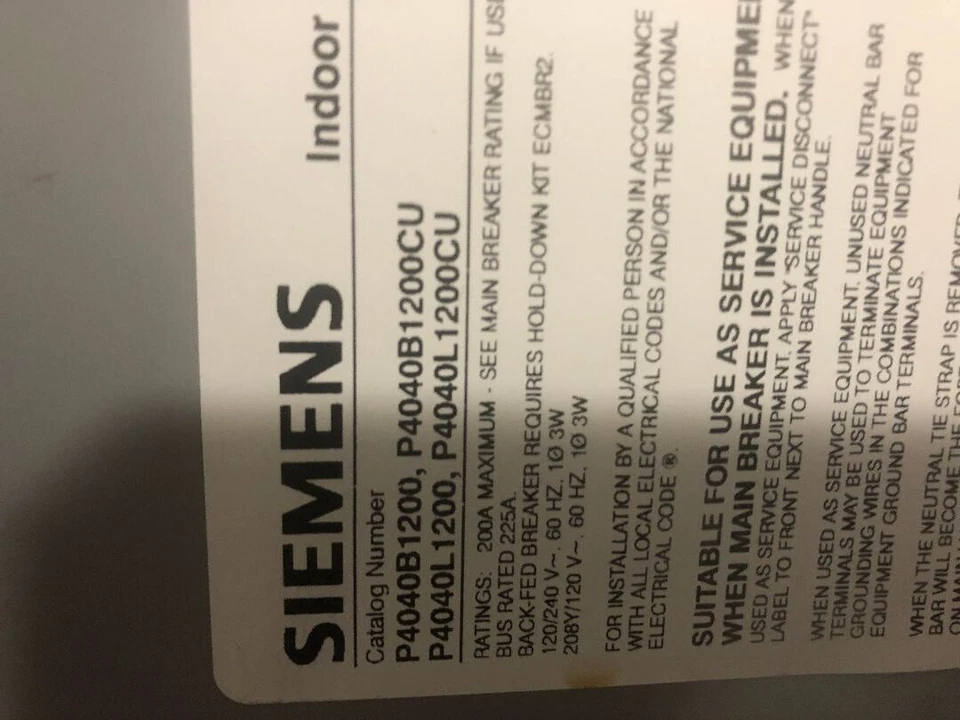 SIEMENS Indoor
Catalog Number
P4040B1200, P4040B1200CU
P4040L1200, P4040L1200CU
RATINGS: 200A MAXIMUM - SEE MAIN BREAKER RATING IF
BUS RATED 225A.
BACK-FED BREAKER REQUIRES HOLD-DOWN KIT ECMBR2.
120/240 V~, 60 HZ. 1Ø 3W
208Y/120 V~, 60 HZ. 1Ø 3W
FOR INSTALLATION BY A QUALIFIED PERSON IN ACCORDANCE
WITH ALL LOCAL ELECTRICAL CODES AND/OR THE NATIONAL
ELECTRICAL CODE ®.
SUITABLE FOR USE AS SERVICE
WHEN MAIN BREAKER IS INSTALLED. WHEN
USED AS SERVICE EQUIPMENT, APPLY "SERVICE DISCONNECT"
LABEL TO FRONT NEXT TO MAIN BREAKER HANDLE.
WHEN USED AS SERVICE EQUIPMENT, UNUSED NEUTRAL BAR
TERMINALS MAY BE USED TO TERMINATE EQUIPMENT
GROUNDING WIRES IN THE COMBINATIONS INDICATED FOR
EQUIPMENT GROUND BAR TERMINALS.
WHEN THE NEUTRAL TIE STRAP IS REMOVED,
BAR WILL BECOME THE